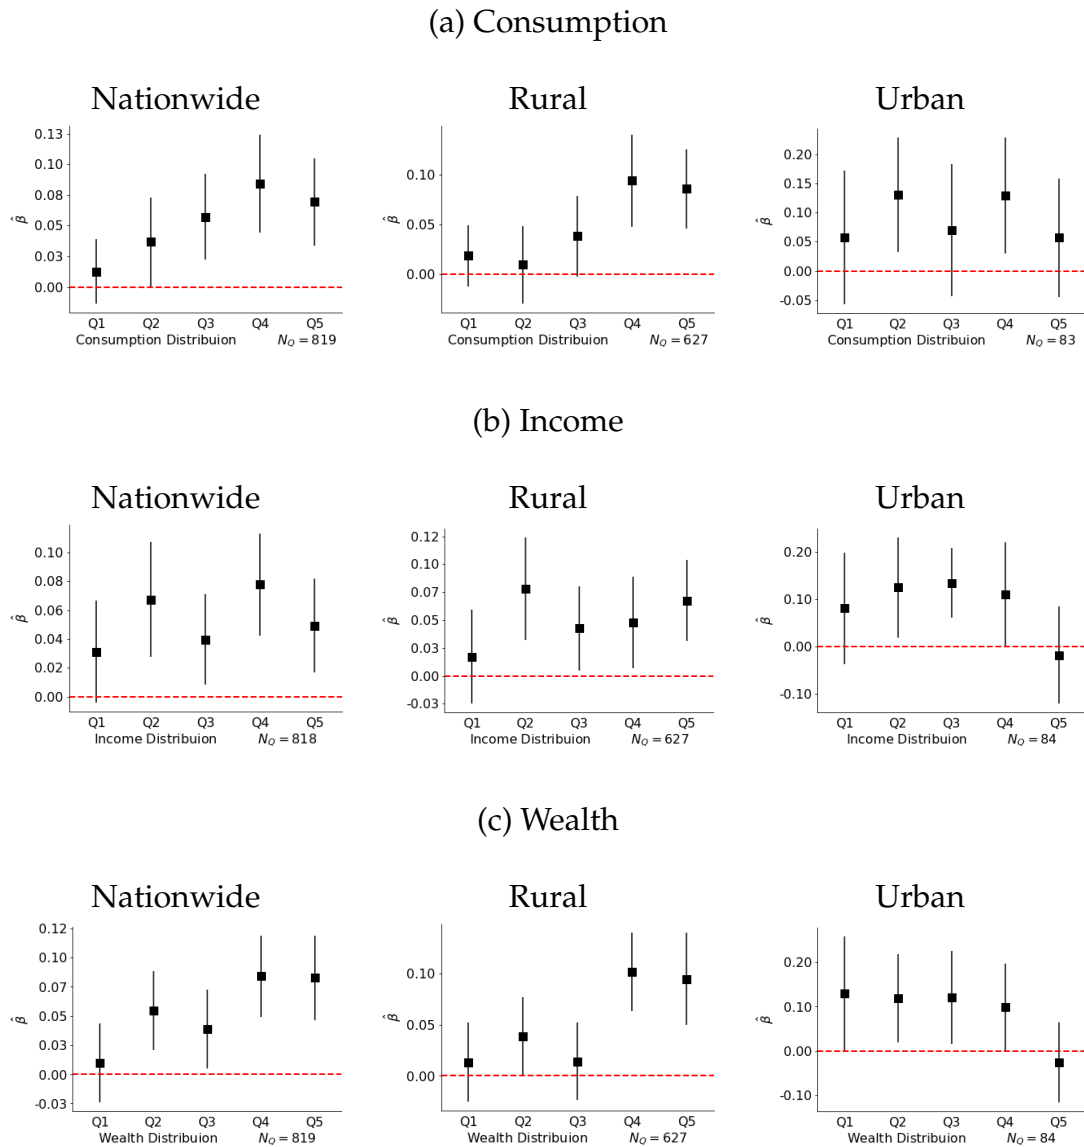 (a) Consumption
Nationwide
0.13
0.10
0.08
0.05
0.03
0.00
β̂
Q1 Q2 Q3 Q4 Q5
Consumption Distribuion N_Q = 819
Rural
0.10
0.05
0.00
β̂
Q1 Q2 Q3 Q4 Q5
Consumption Distribuion N_Q = 627
Urban
0.20
0.15
0.10
0.05
0.00
-0.05
β̂
Q1 Q2 Q3 Q4 Q5
Consumption Distribuion N_Q = 83
(b) Income
Nationwide
0.10
0.08
0.06
0.04
0.02
0.00
β̂
Q1 Q2 Q3 Q4 Q5
Income Distribuion N_Q = 818
Rural
0.12
0.10
0.07
0.05
0.03
0.00
-0.03
β̂
Q1 Q2 Q3 Q4 Q5
Income Distribuion N_Q = 627
Urban
0.20
0.10
0.00
-0.10
β̂
Q1 Q2 Q3 Q4 Q5
Income Distribuion N_Q = 84
(c) Wealth
Nationwide
0.12
0.10
0.07
0.05
0.03
0.00
-0.03
β̂
Q1 Q2 Q3 Q4 Q5
Wealth Distribuion N_Q = 819
Rural
0.10
0.05
0.00
β̂
Q1 Q2 Q3 Q4 Q5
Wealth Distribuion N_Q = 627
Urban
0.20
0.10
0.00
-0.10
β̂
Q1 Q2 Q3 Q4 Q5
Wealth Distribuion N_Q = 84